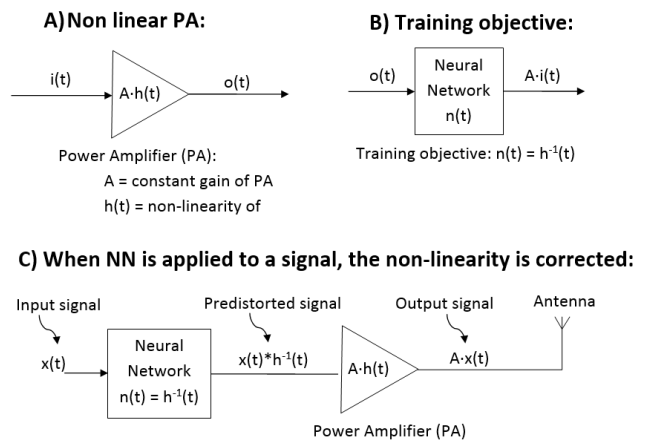 A) Non linear PA:
i(t)
A·h(t)
o(t)
Power Amplifier (PA):
A = constant gain of PA
h(t) = non-linearity of
B) Training objective:
o(t)
Neural
Network
n(t)
A·i(t)
Training objective: n(t) = h⁻¹(t)
C) When NN is applied to a signal, the non-linearity is corrected:
Input signal
Predistorted signal
Output signal
Antenna
x(t)
Neural
Network
n(t) = h⁻¹(t)
x(t)*h⁻¹(t)
A·h(t)
A·x(t)
Power Amplifier (PA)